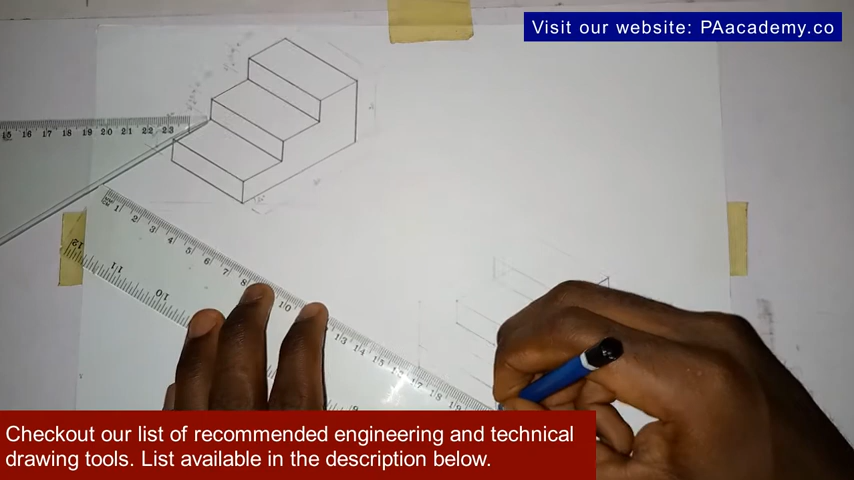 Visit our website: PAacademy.co
15 16 17 18 19 20 21 22 23
1 2 3 4 5 6 7 8 10 13 14 15 16 17 18 19
12 11 10
Checkout our list of recommended engineering and technical
drawing tools. List available in the description below.